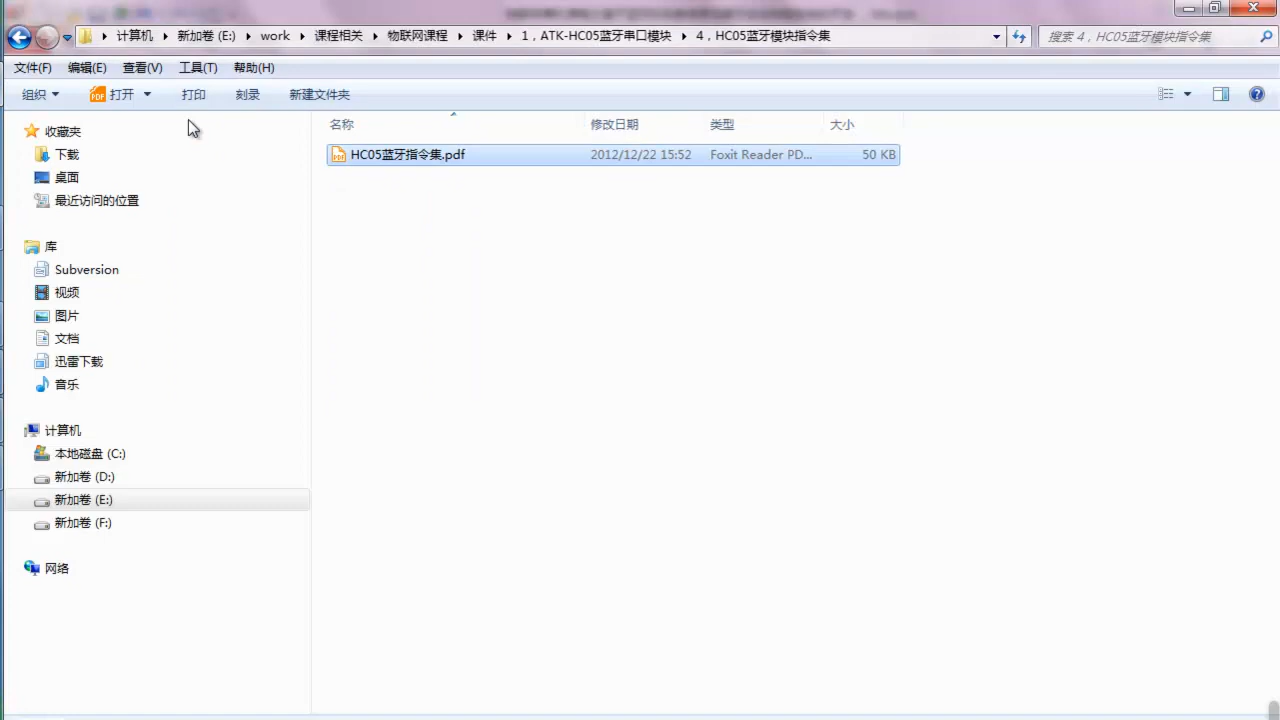 计算机 新加卷 (E:) work 课程相关 物联网课程 课件 1，ATK-HC05蓝牙串口模块 4，HC05蓝牙模块指令集 搜索 4，HC05蓝牙模块指令集
文件(F) 编辑(E) 查看(V) 工具(T) 帮助(H)
组织 打开 打印 刻录 新建文件夹
收藏夹
下载
桌面
最近访问的位置
库
Subversion
视频
图片
文档
迅雷下载
音乐
计算机
本地磁盘 (C:)
新加卷 (D:)
新加卷 (E:)
新加卷 (F:)
网络
名称 修改日期 类型 大小
HC05蓝牙指令集.pdf 2012/12/22 15:52 Foxit Reader PD... 50 KB